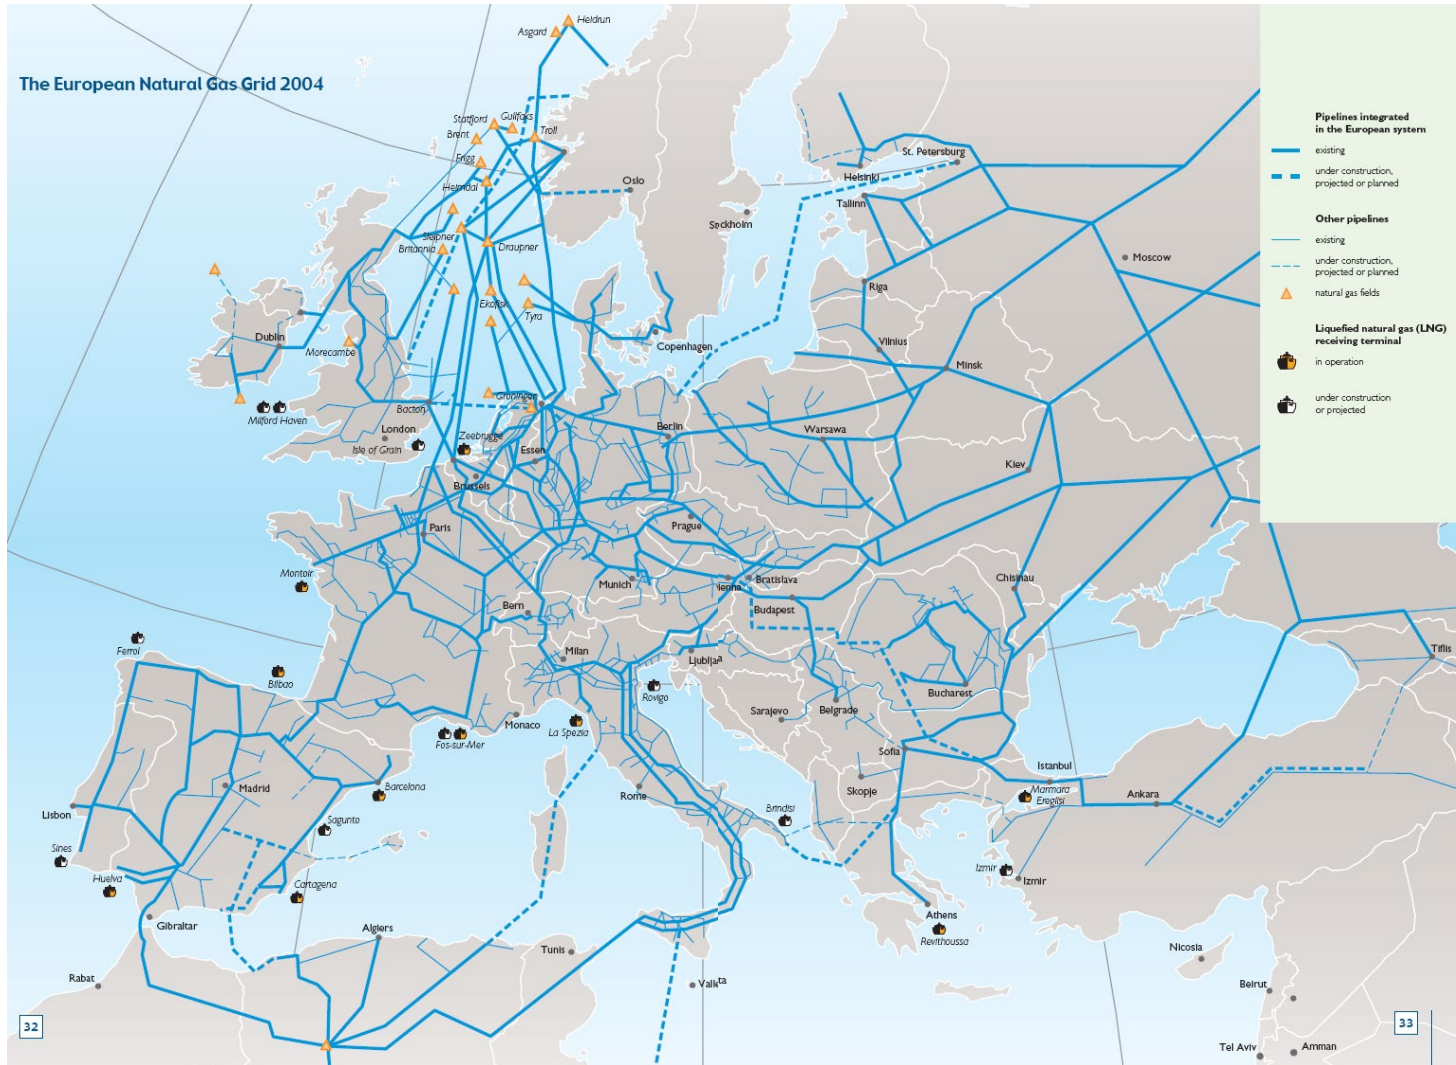 The European Natural Gas Grid 2004
Heidrun
Asgard
Statfjord
Gullfaks
Brent
Troll
Frigg
Heimdal
Oslo
Sleipner
Britannia
Draupner
Ekofisk
Tyra
St. Petersburg
Helsinki
Tallinn
Stockholm
Moscow
Riga
Vilnius
Minsk
Copenhagen
Dublin
Morecambe
Milford Haven
Bacton
London
Isle of Grain
Zeebrugge
Groningen
Essen
Brussels
Berlin
Warsawa
Kiev
Paris
Prague
Montoir
Munich
Vienna
Bratislava
Budapest
Chisinau
Bern
Milan
Ljubljana
Ferrol
Bilbao
Rovigo
Bucharest
Tiflis
Sarajevo
Belgrade
Fos-sur-Mer
Monaco
La Spezia
Sofia
Istanbul
Marmara
Ereglisi
Ankara
Skopje
Madrid
Barcelona
Rome
Brindisi
Lisbon
Sagunto
Sines
Huelva
Cartagena
Izmir
Izmir
Gibraltar
Algiers
Tunis
Athens
Revithoussa
Nicosia
Rabat
Valletta
Beirut
Tel Aviv
Amman
32
33
Pipelines integrated
in the European system
existing
under construction,
projected or planned
Other pipelines
existing
under construction,
projected or planned
natural gas fields
Liquefied natural gas (LNG)
receiving terminal
in operation
under construction
or projected